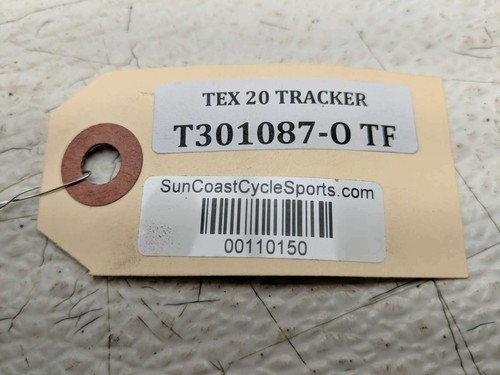 TEX 20 TRACKER
T301087-O TF
SunCoastCycleSports.com
00110150